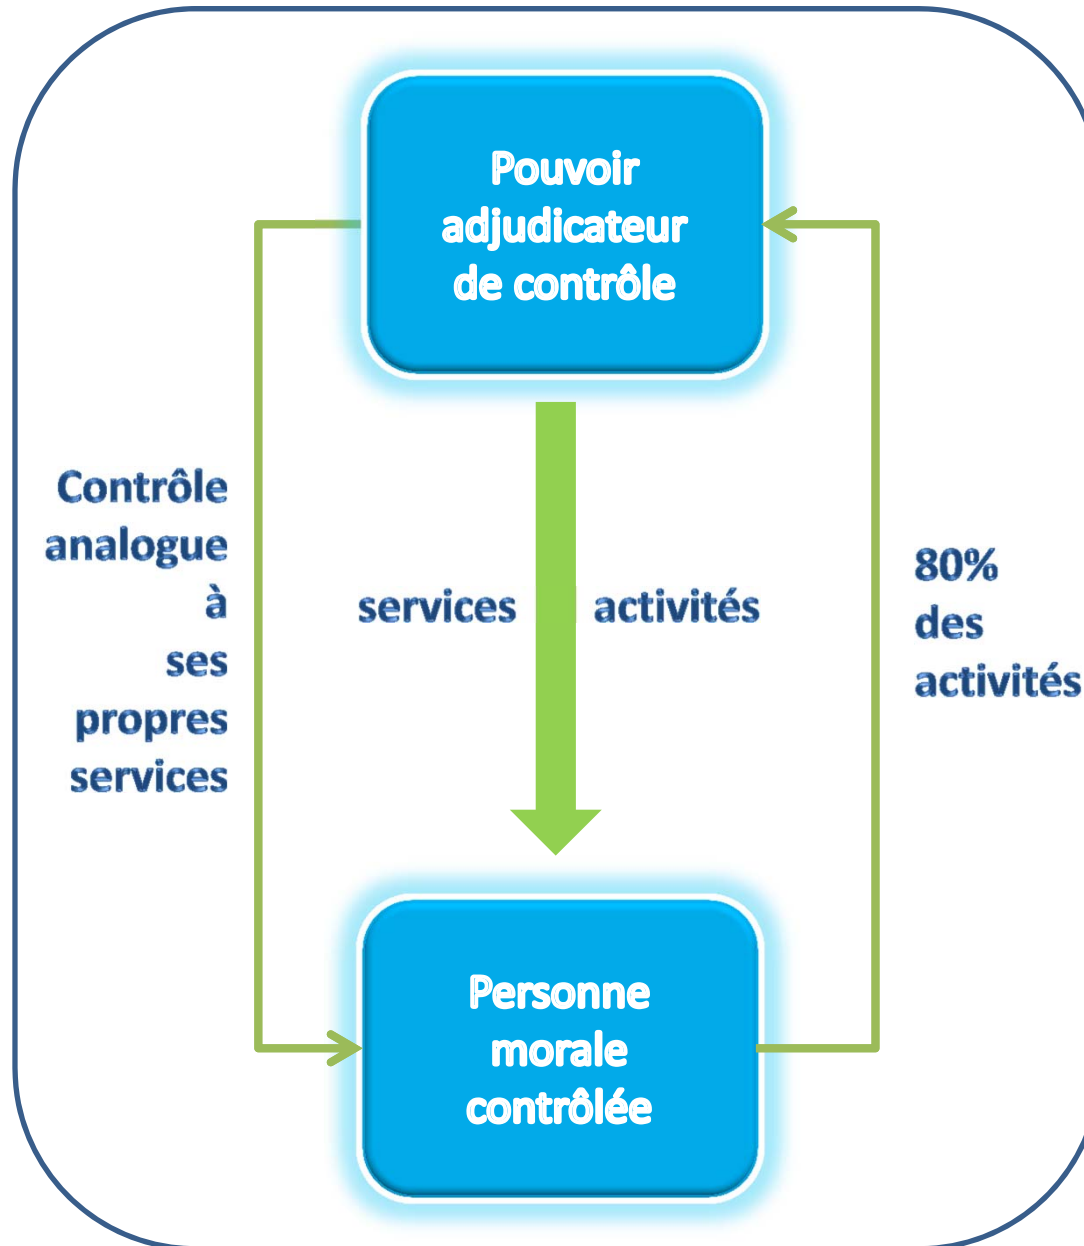 Pouvoir
adjudicateur
de contrôle
Contrôle
analogue
à
ses
propres
services
services
activités
80%
des
activités
Personne
morale
contrôlée